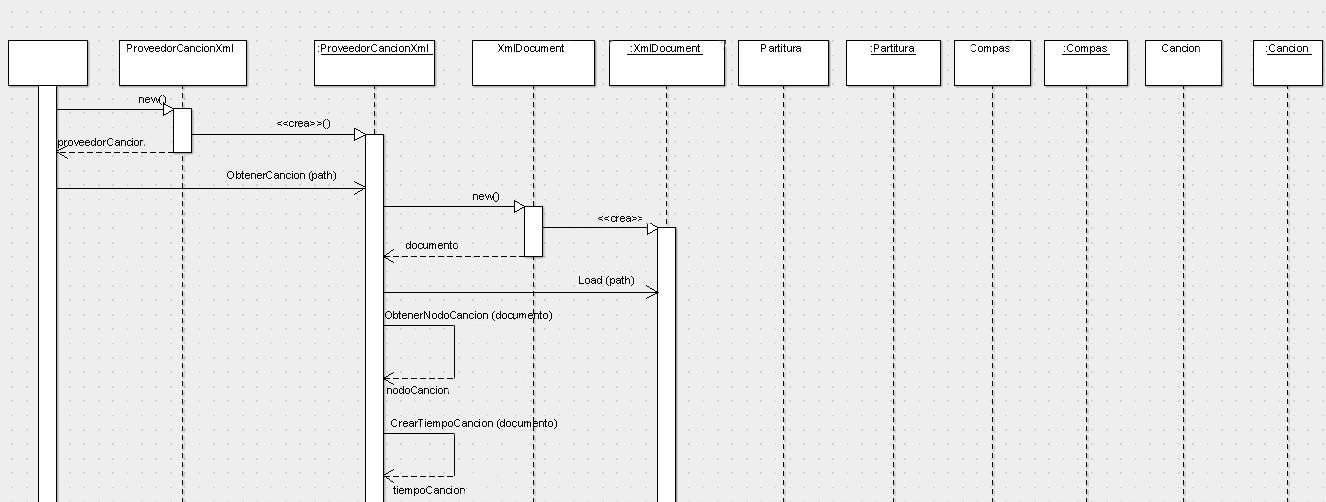 ProveedorCancionXml
:ProveedorCancionXml
XmlDocument
:XmlDocument
Partitura
:Partitura
Compas
:Compas
Cancion
:Cancion
new()
<<crea>>()
proveedorCancion
ObtenerCancion (path)
new()
<<crea>>
documento
Load (path)
ObtenerNodoCancion (documento)
nodoCancion
CrearTiempoCancion (documento)
tiempoCancion